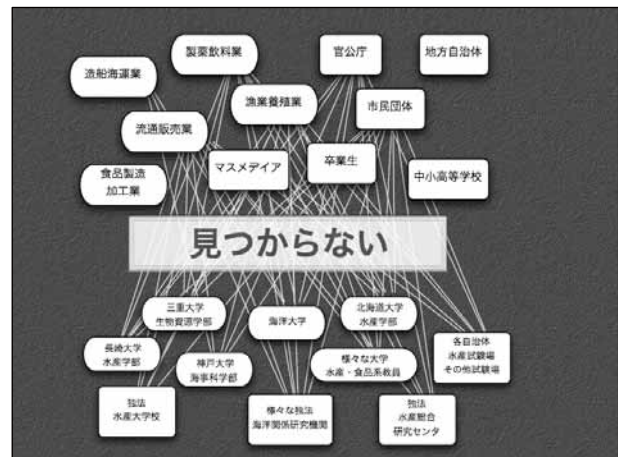 製薬飲料業
官公庁
地方自治体
造船海運業
漁業養殖業
市民団体
流通販売業
マスメデイア
卒業生
食品製造
加工業
中小高等学校
見つからない
三重大学
生物資源学部
海洋大学
北海道大学
水産学部
長崎大学
水産学部
神戸大学
海事科学部
様々な大学
水産・食品系教員
各自治体
水産試験場
その他試験場
独法
水産大学校
様々な独法
海洋関係研究機関
独法
水産総合
研究センタ